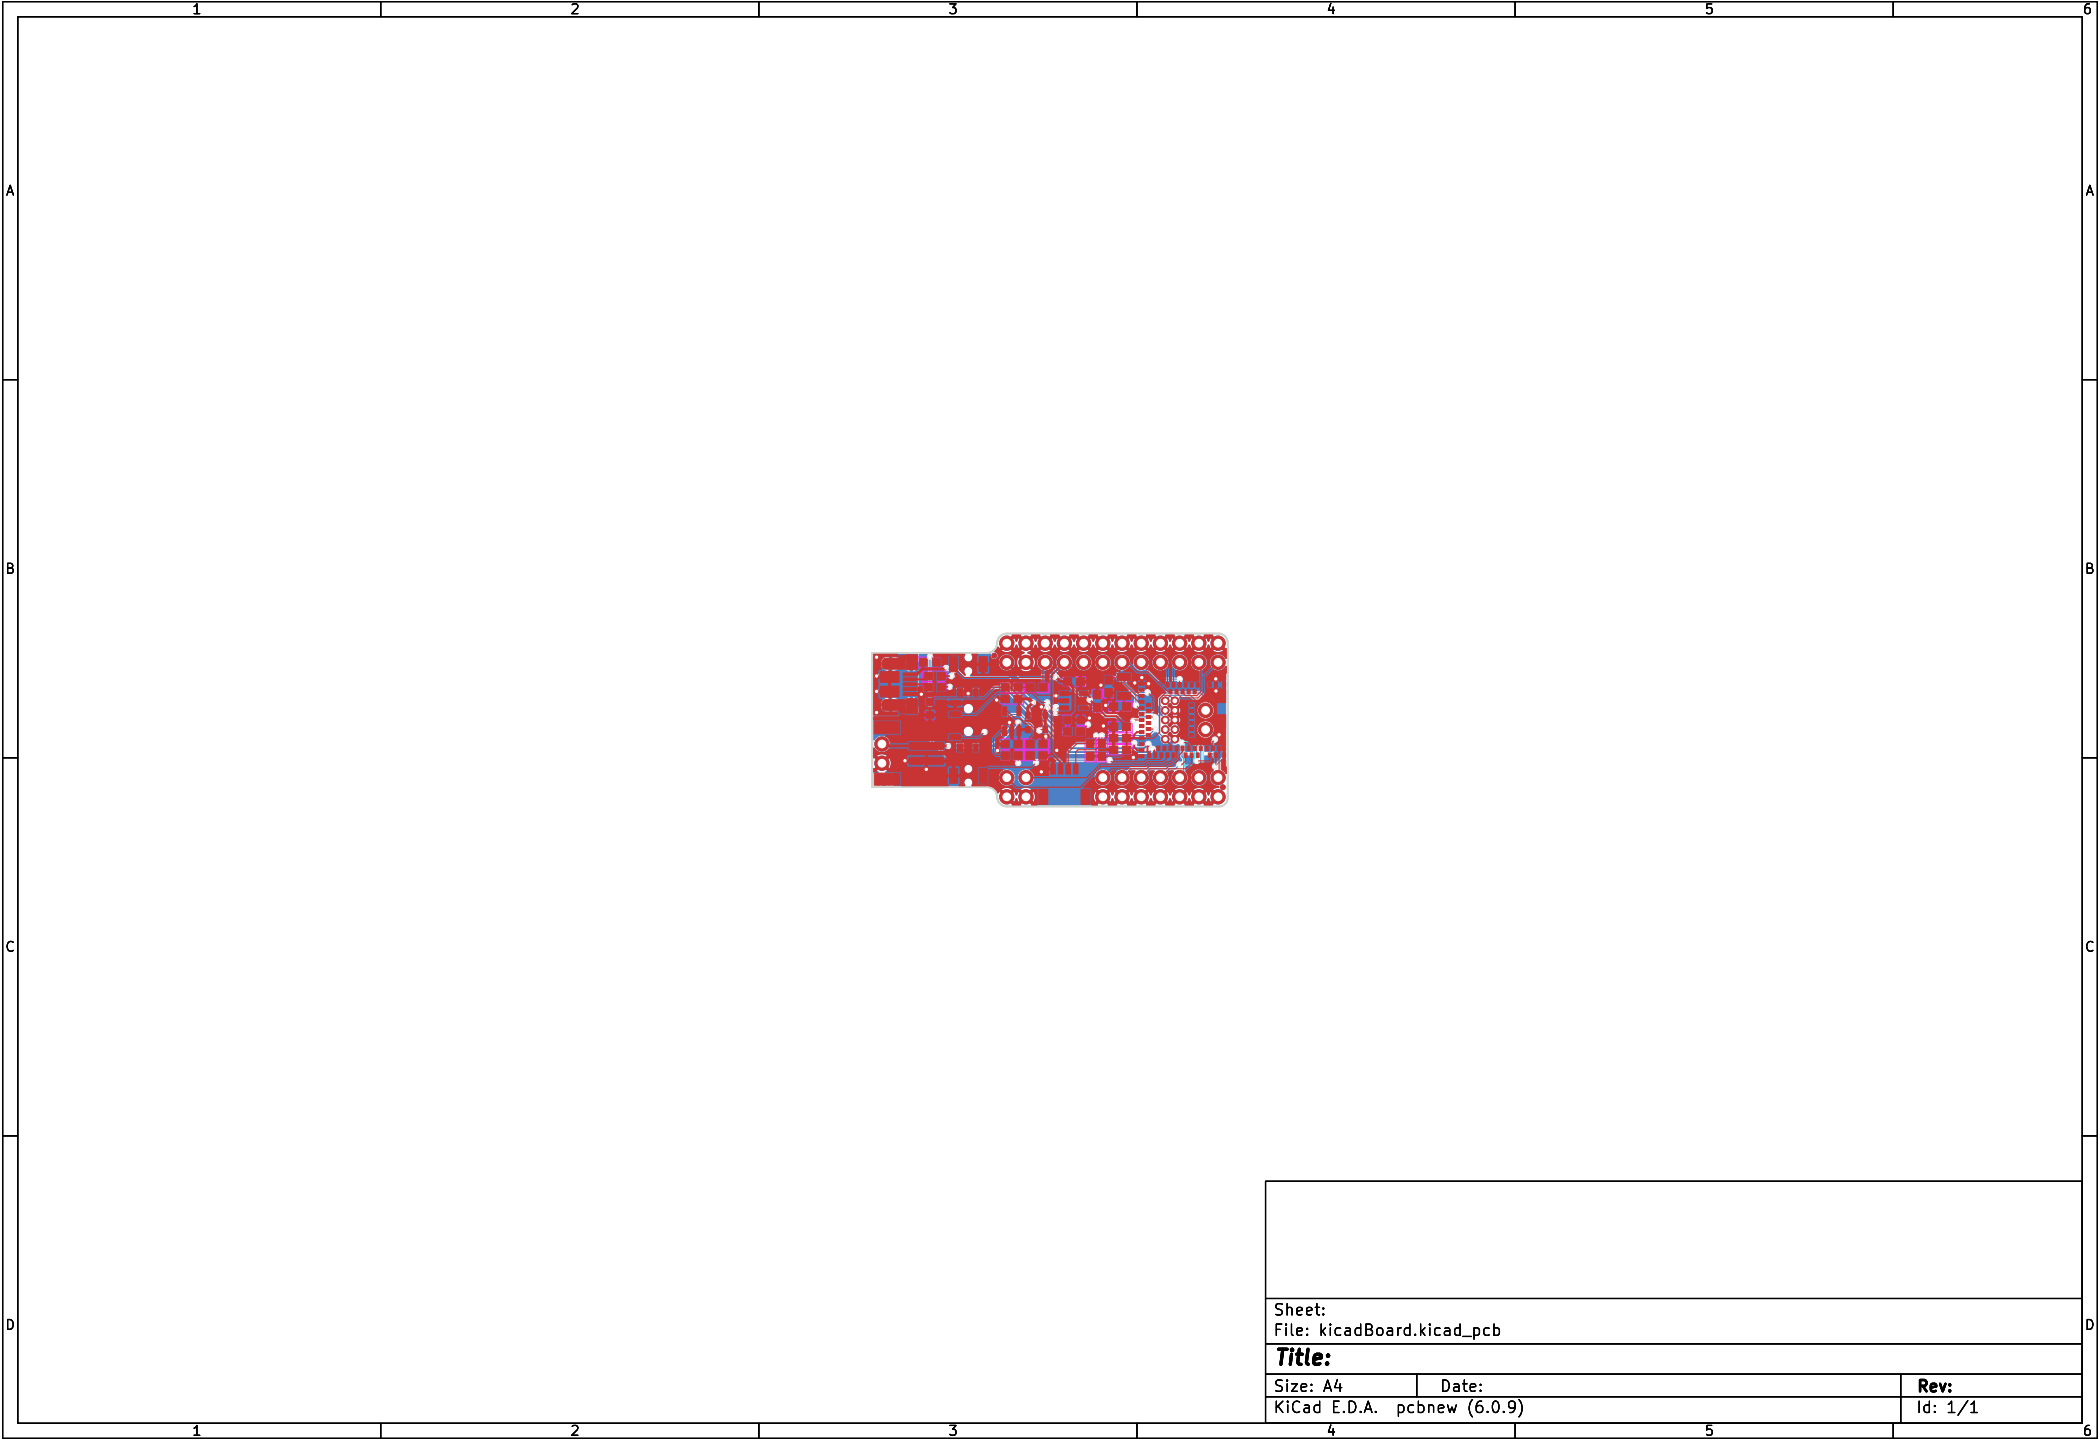 1 2 3 4 5 6
A A
B B
C C
Sheet:
File: kicadBoard.kicad_pcb
D D
Title:
Size: A4 Date: Rev:
KiCad E.D.A. pcbnew (6.0.9) Id: 1/1
1 2 3 4 5 6